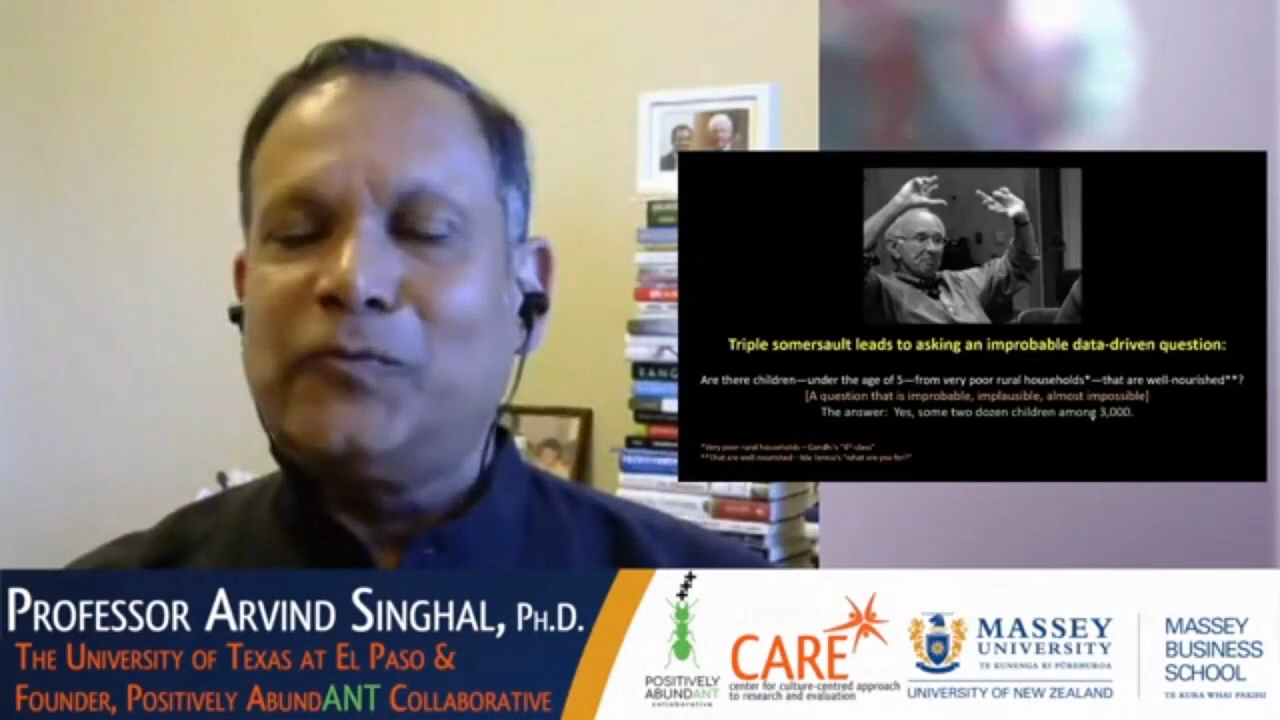 Triple somersault leads to asking an improbable data-driven question:
Are there children—under the age of 5—from very poor rural households*—that are well-nourished**?
[A question that is improbable, implausible, almost impossible]
The answer: Yes, some two dozen children among 3,000.
*Very poor rural households – Gandhi's
**That are well-nourished – "what are you for?"
PROFESSOR ARVIND SINGHAL, PH.D.
THE UNIVERSITY OF TEXAS AT EL PASO &
FOUNDER, POSITIVELY ABUNDANT COLLABORATIVE
POSITIVELY
ABUNDANT
collaborative
CARE
center for culture-centred approach
to research and evaluation
MASSEY
UNIVERSITY
TE KUNENGA KI PŪREHUROA
UNIVERSITY OF NEW ZEALAND
MASSEY
BUSINESS
SCHOOL
TE KURA WHAI PAKIHI